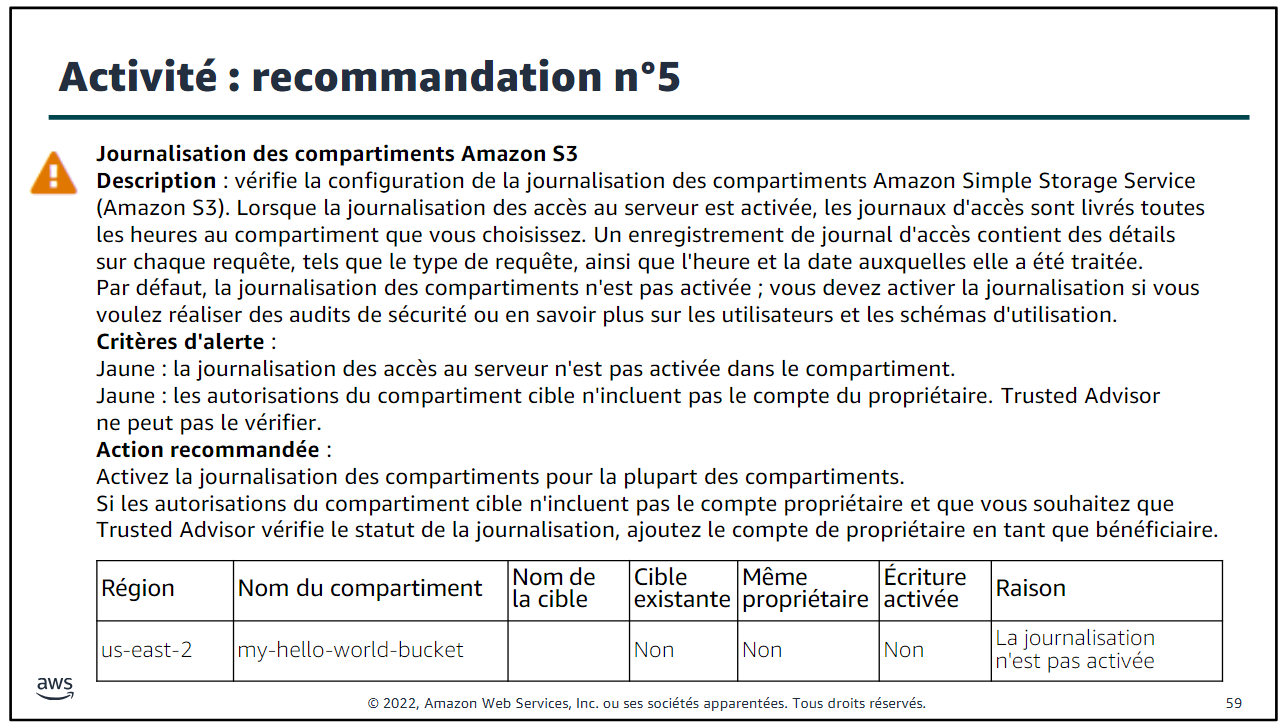 Activité : recommandation n°5
Journalisation des compartiments Amazon S3
Description : vérifie la configuration de la journalisation des compartiments Amazon Simple Storage Service
(Amazon S3). Lorsque la journalisation des accès au serveur est activée, les journaux d'accès sont livrés toutes
les heures au compartiment que vous choisissez. Un enregistrement de journal d'accès contient des détails
sur chaque requête, tels que le type de requête, ainsi que l'heure et la date auxquelles elle a été traitée.
Par défaut, la journalisation des compartiments n'est pas activée ; vous devez activer la journalisation si vous
voulez réaliser des audits de sécurité ou en savoir plus sur les utilisateurs et les schémas d'utilisation.
Critères d'alerte :
Jaune : la journalisation des accès au serveur n'est pas activée dans le compartiment.
Jaune : les autorisations du compartiment cible n'incluent pas le compte du propriétaire. Trusted Advisor
ne peut pas le vérifier.
Action recommandée :
Activez la journalisation des compartiments pour la plupart des compartiments.
Si les autorisations du compartiment cible n'incluent pas le compte propriétaire et que vous souhaitez que
Trusted Advisor vérifie le statut de la journalisation, ajoutez le compte de propriétaire en tant que bénéficiaire.
Région
Nom du compartiment
Nom de
la cible
Cible
existante
Même
propriétaire
Écriture
activée
Raison
us-east-2
my-hello-world-bucket
Non
Non
Non
La journalisation
n'est pas activée
aws
© 2022, Amazon Web Services, Inc. ou ses sociétés apparentées. Tous droits réservés.
59